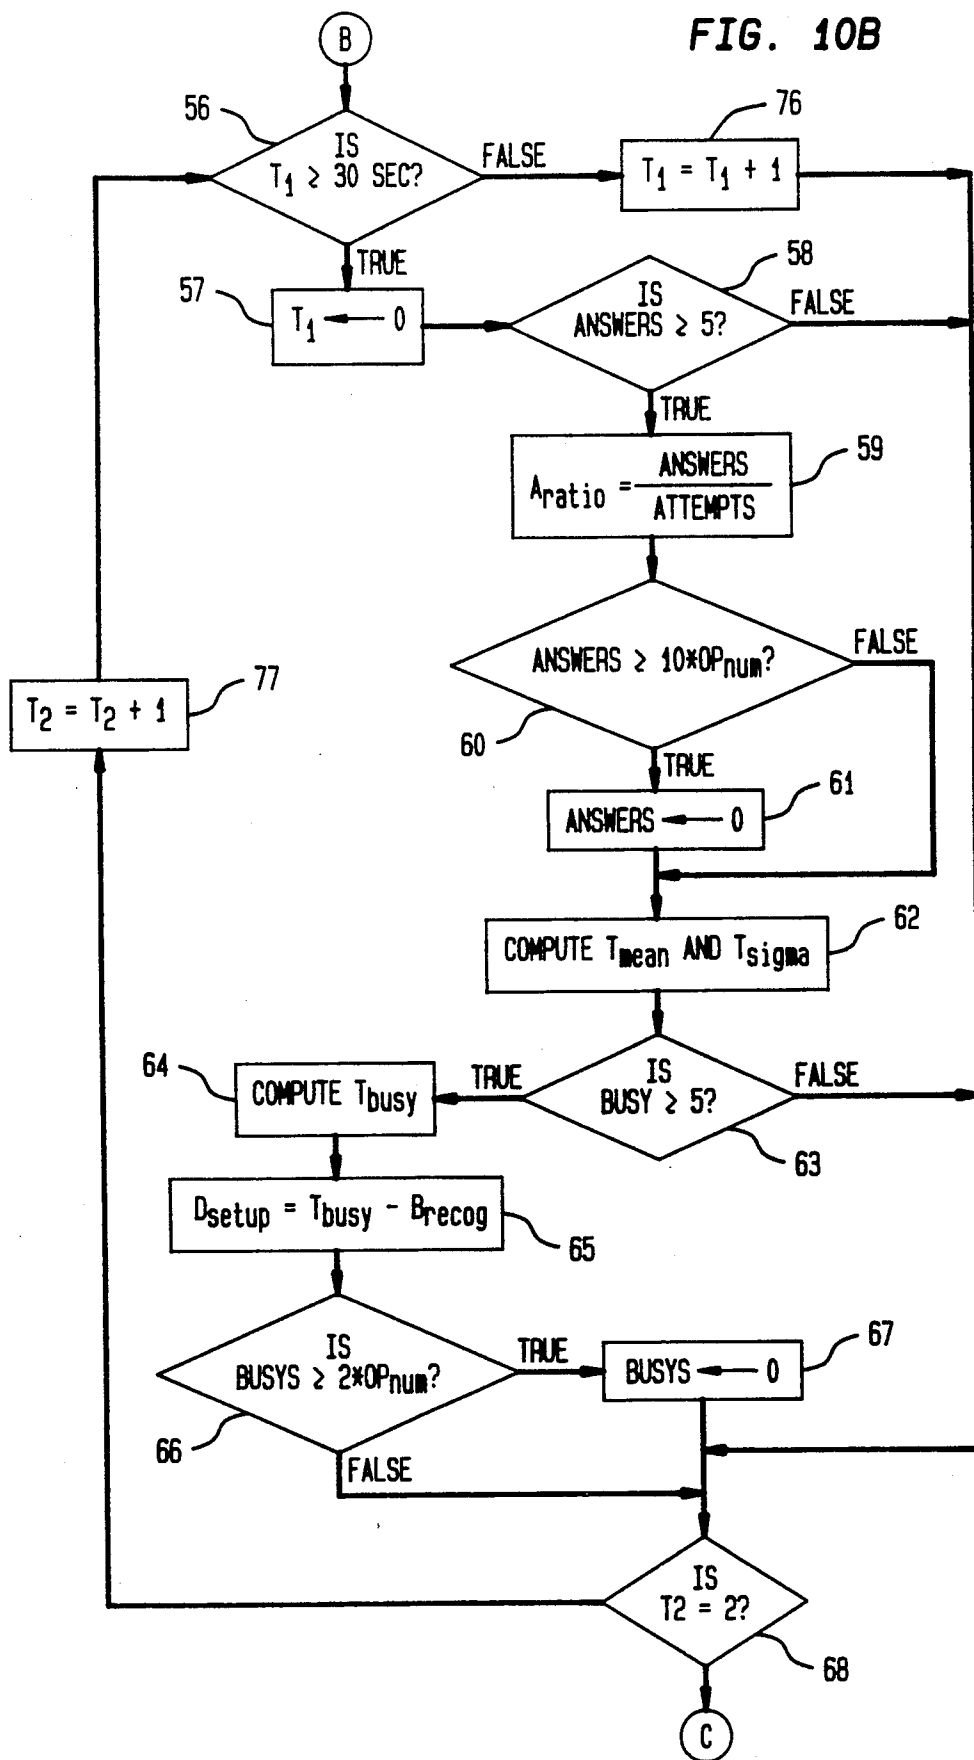 FIG. 10B
B
56
IS
T1 ≥ 30 SEC?
FALSE
76
T1 = T1 + 1
TRUE
57
T1 ← 0
58
IS
ANSWERS ≥ 5?
FALSE
TRUE
59
Aratio = ANSWERS
ATTEMPTS
ANSWERS ≥ 10*OPnum?
FALSE
60
TRUE
77
T2 = T2 + 1
61
ANSWERS ← 0
62
COMPUTE Tmean AND Tsigma
IS
BUSY ≥ 5?
TRUE
FALSE
63
64
COMPUTE Tbusy
Dsetup = Tbusy - Brecog
65
IS
BUSYS ≥ 2*OPnum?
TRUE
66
FALSE
67
BUSYS ← 0
IS
T2 = 2?
68
C